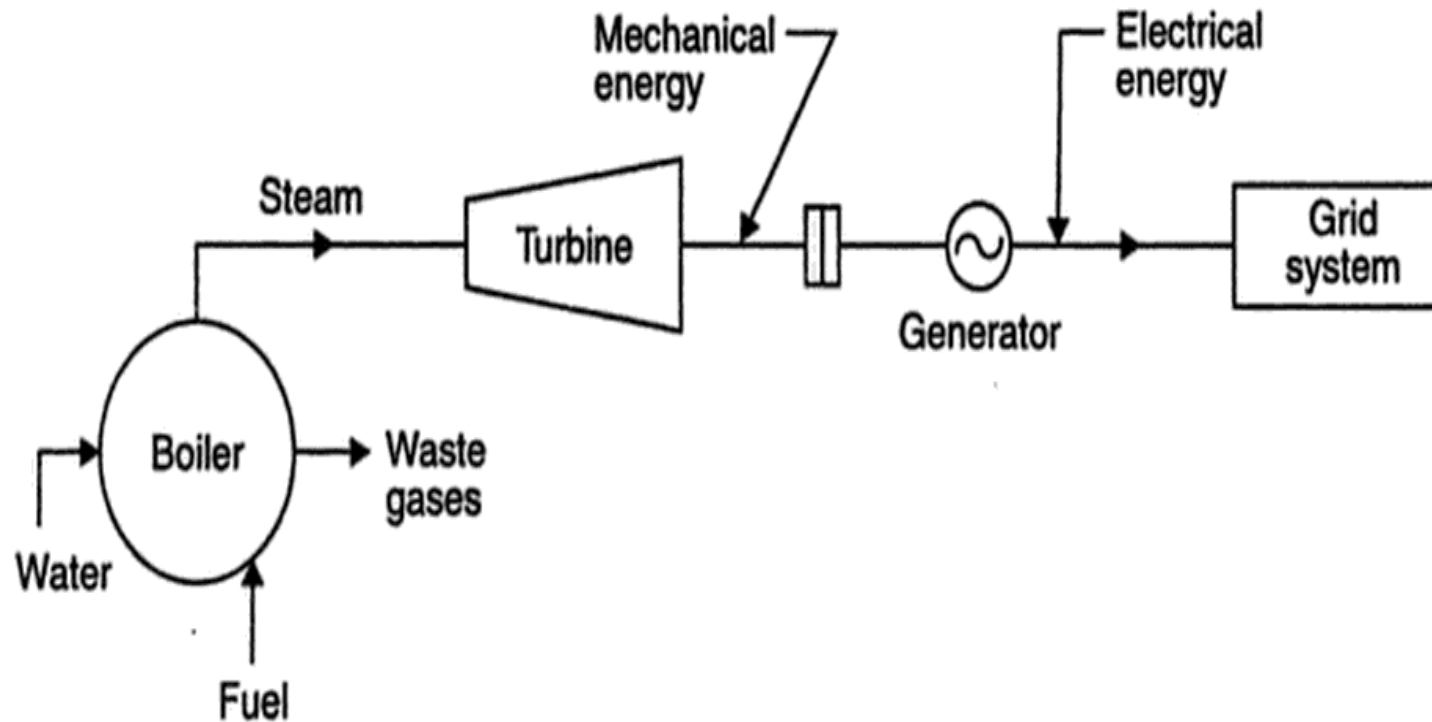 Mechanical
energy
Electrical
energy
Steam
Turbine
Grid
system
Generator
Boiler
Waste
gases
Water
Fuel